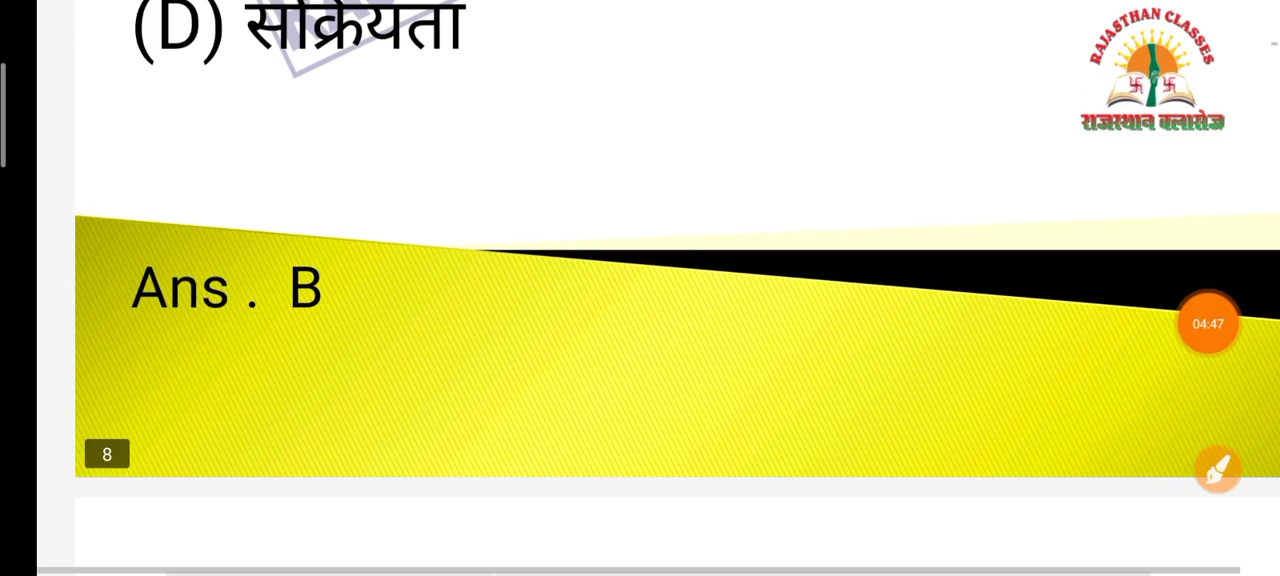 (D) सक्रियता
RAJASTHAN CLASSES
राजस्थान क्लासेज
Ans . B
04:47
8